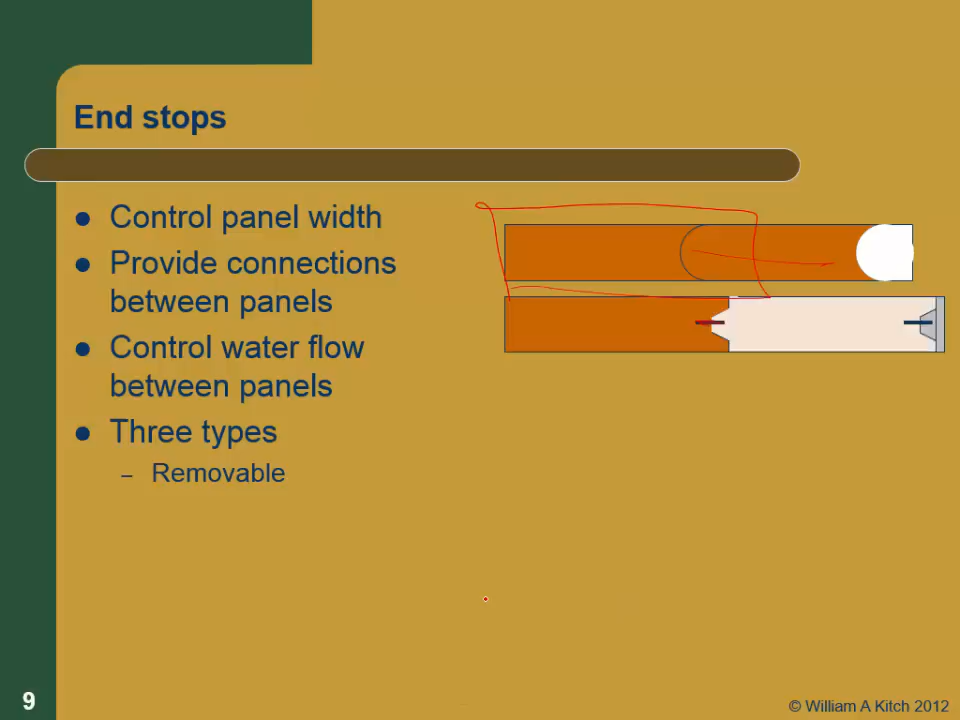 End stops
Control panel width
Provide connections
between panels
Control water flow
between panels
Three types
– Removable
9
© William A Kitch 2012